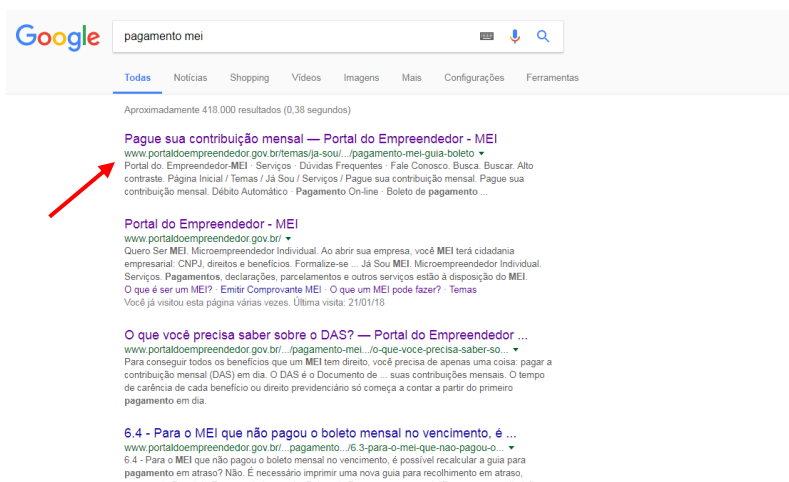 Google pagamento mei
Todas Notícias Shopping Vídeos Imagens Mais Configurações Ferramentas
Aproximadamente 418.000 resultados (0,38 segundos)
Pague sua contribuição mensal — Portal do Empreendedor - MEI
www.portaldoempreendedor.gov.br/temas/ja-sou/.../pagamento-mei-guia-boleto
Portal do. Empreendedor-MEI · Serviços · Dúvidas Frequentes · Fale Conosco. Busca. Buscar. Alto
contraste. Página Inicial / Temas / Já Sou / Serviços / Pague sua contribuição mensal. Pague sua
contribuição mensal. Débito Automático · Pagamento On-line · Boleto de pagamento ...
Portal do Empreendedor - MEI
www.portaldoempreendedor.gov.br/
Quero Ser MEI. Microempreendedor Individual. Ao abrir sua empresa, você MEI terá cidadania
empresarial: CNPJ, direitos e benefícios. Formalize-se ... Já Sou MEI. Microempreendedor Individual.
Serviços. Pagamentos, declarações, parcelamentos e outros serviços estão á disposição do MEI.
O que é ser um MEI? · Emitir Comprovante MEI · O que um MEI pode fazer? · Temas
Você já visitou esta página várias vezes. Última visita: 21/01/18
O que você precisa saber sobre o DAS? — Portal do Empreendedor ...
www.portaldoempreendedor.gov.br/.../pagamento-mei.../o-que-voce-precisa-saber-so...
Para conseguir todos os benefícios que um MEI tem direito, você precisa de apenas uma coisa: pagar a
contribuição mensal (DAS) em dia. O DAS é o Documento de ... suas contribuições mensais. O tempo
de carência de cada benefício ou direito previdenciário só começa a contar a partir do primeiro
pagamento em dia.
6.4 - Para o MEI que não pagou o boleto mensal no vencimento, é ...
www.portaldoempreendedor.gov.br/...pagamento.../6.3-para-o-mei-que-nao-pagou-o...
6.4 - Para o MEI que não pagou o boleto mensal no vencimento, é possível recalcular a guia para
pagamento em atraso? Não. É necessário imprimir uma nova guia para recolhimento em atraso,